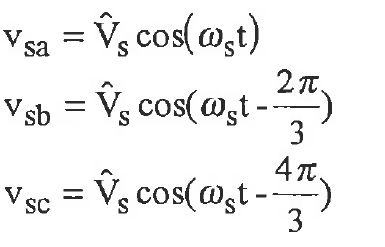 v_sa = V̂_s cos(ω_s t)
v_sb = V̂_s cos(ω_s t - 2π/3)
v_sc = V̂_s cos(ω_s t - 4π/3)